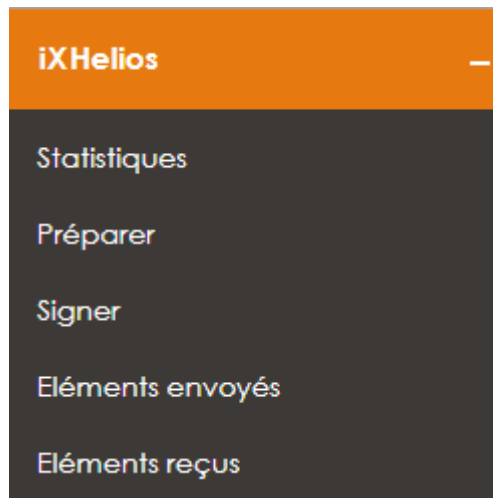 iXHelios
Statistiques
Préparer
Signer
Eléments envoyés
Eléments reçus